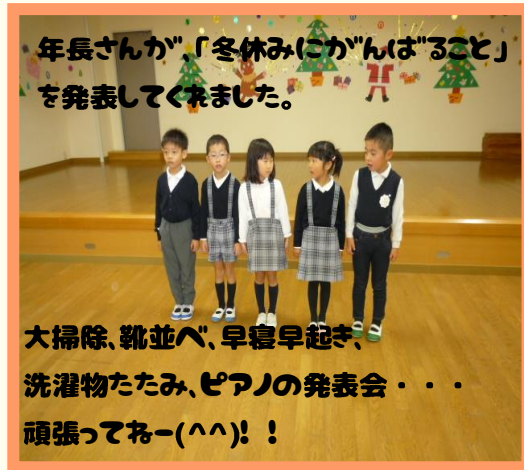 年長さんが、「冬休みにがんばること」
を発表してくれました。
大掃除、靴並べ、早寝早起き、
洗濯物たたみ、ピアノの発表会・・・
頑張ってねー(^^)！！